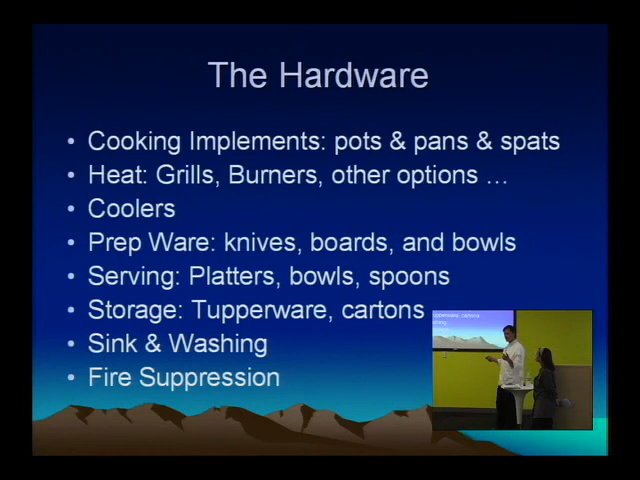 The Hardware
• Cooking Implements: pots & pans & spats
• Heat: Grills, Burners, other options …
• Coolers
• Prep Ware: knives, boards, and bowls
• Serving: Platters, bowls, spoons
• Storage: Tupperware, cartons
• Sink & Washing
• Fire Suppression